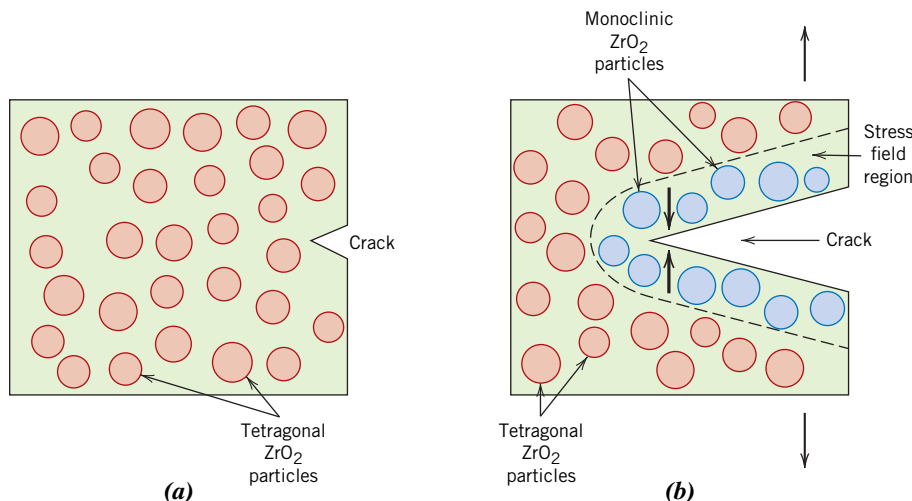 Crack
Tetragonal
ZrO2
particles
(a)
Monoclinic
ZrO2
particles
Stress
field
region
Crack
Tetragonal
ZrO2
particles
(b)